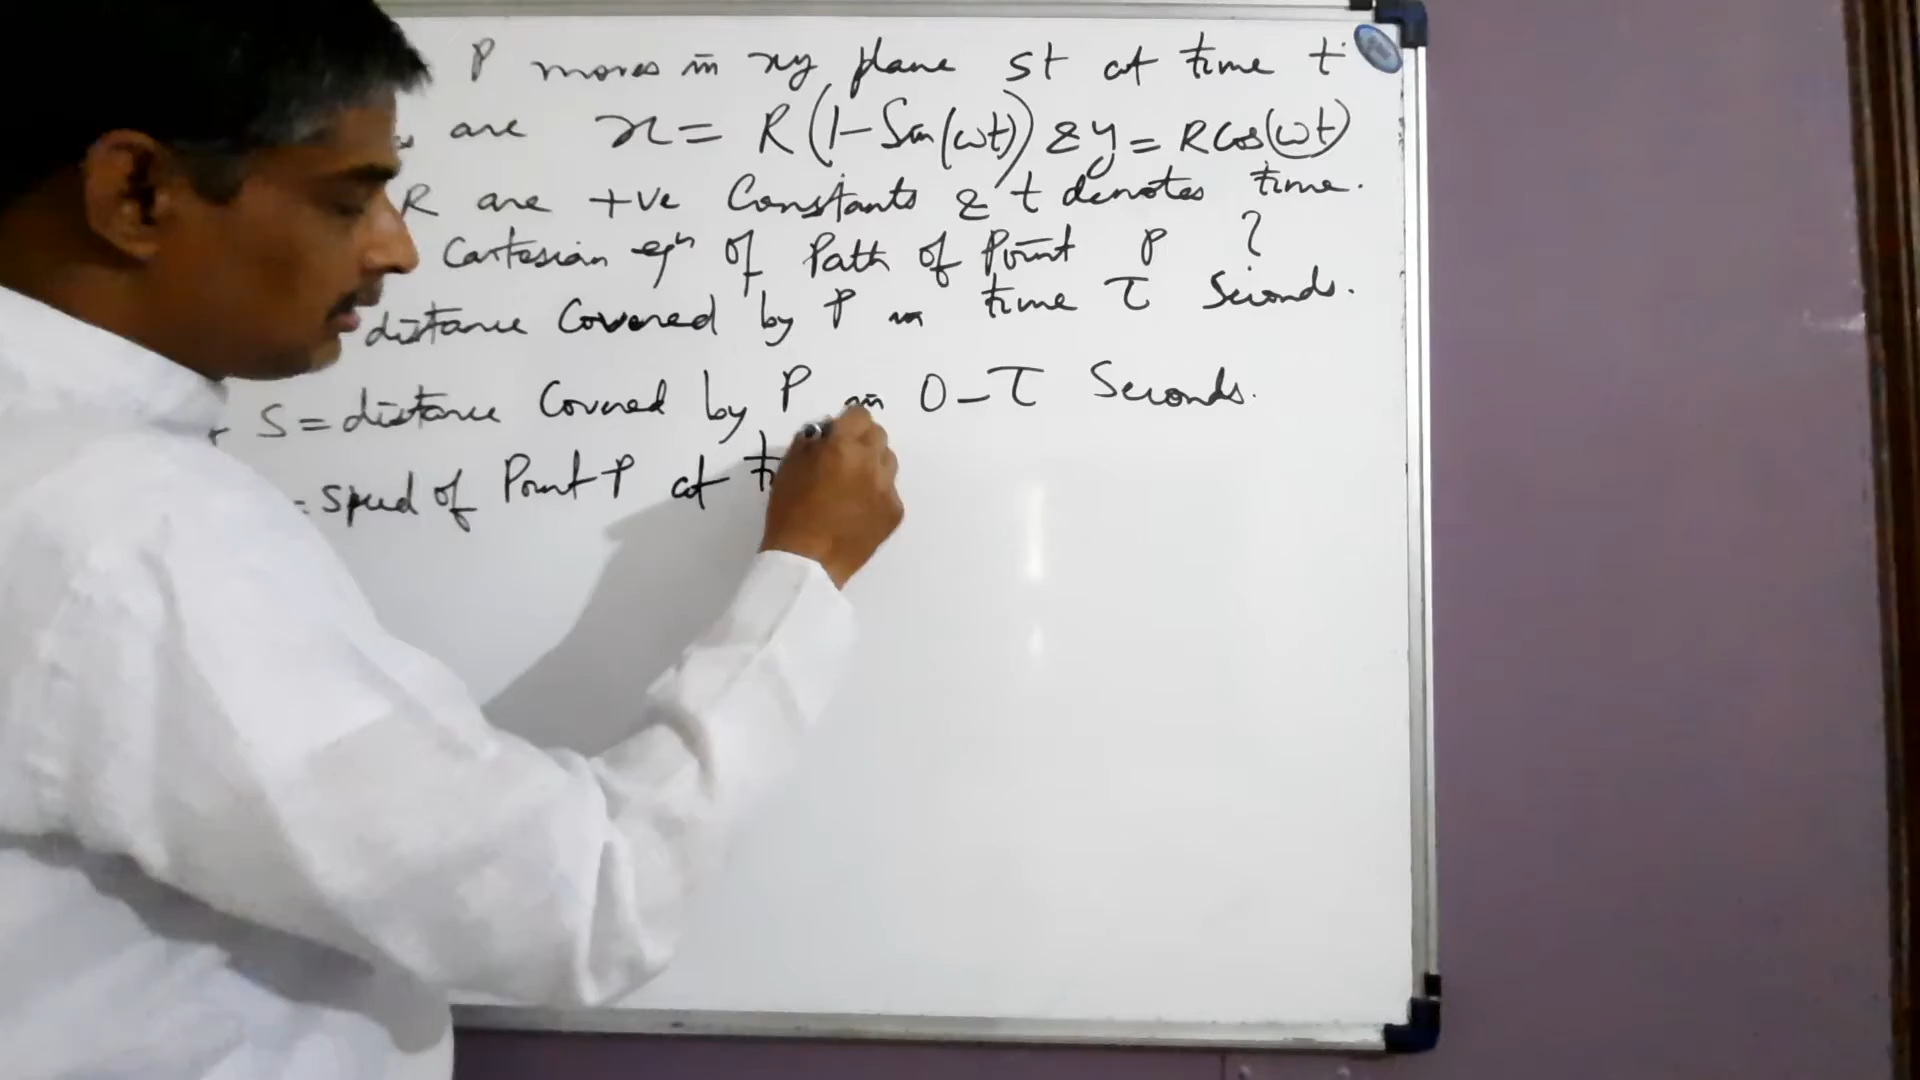 P moves in xy plane st at time t
are x = R(1-Sin(ωt)) & y = RCos(ωt)
R are +ve Constants & t denotes time.
Cartesian eqn of Path of Point P ?
distance Covered by P in time τ Seconds.
S = distance Covered by P in 0-τ Seconds.
= speed of Point P at